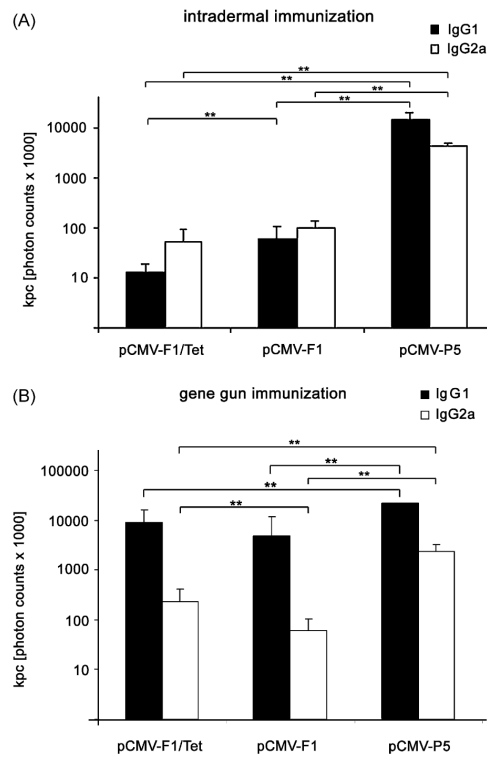 (A)
intradermal immunization
IgG1
IgG2a
**
**
**
**
**
kpc [photon counts x 1000]
10000
1000
100
10
pCMV-F1/Tet
pCMV-F1
pCMV-P5
(B)
gene gun immunization
IgG1
IgG2a
**
**
**
**
**
kpc [photon counts x 1000]
100000
10000
1000
100
10
pCMV-F1/Tet
pCMV-F1
pCMV-P5